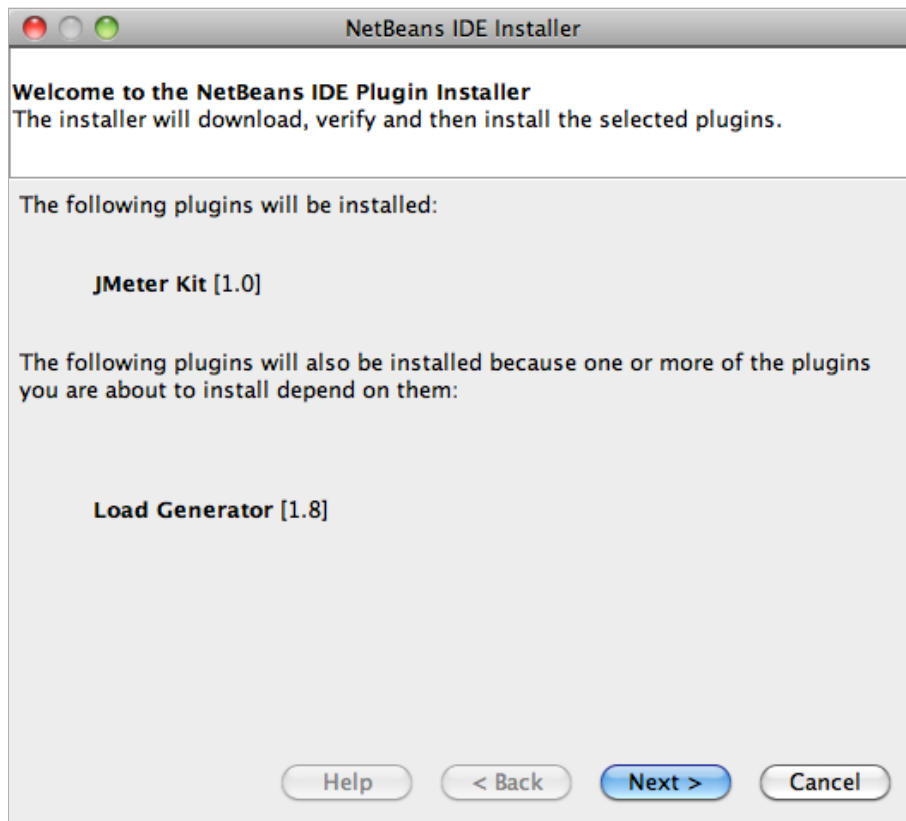 NetBeans IDE Installer
Welcome to the NetBeans IDE Plugin Installer
The installer will download, verify and then install the selected plugins.
The following plugins will be installed:
JMeter Kit [1.0]
The following plugins will also be installed because one or more of the plugins
you are about to install depend on them:
Load Generator [1.8]
Help < Back Next > Cancel